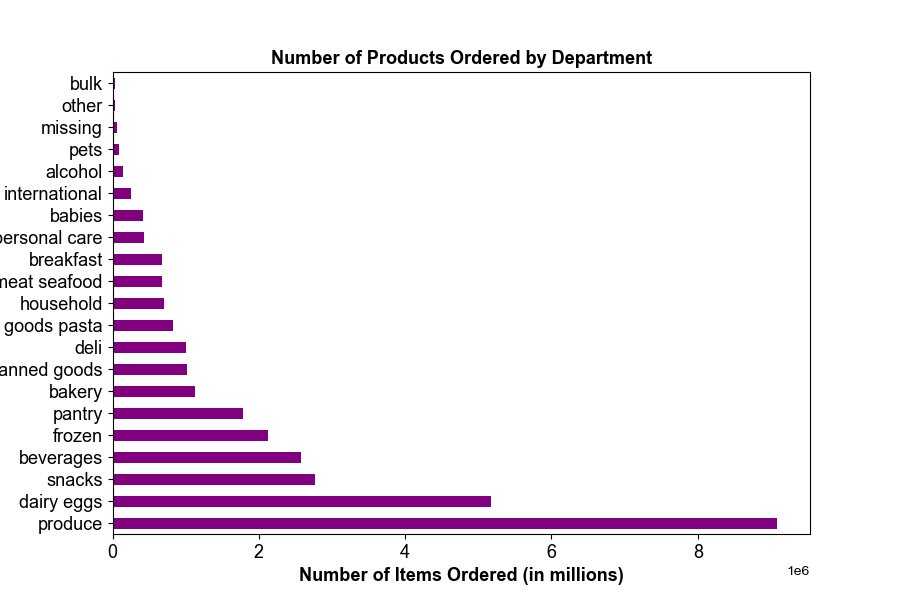 Number of Products Ordered by Department
bulk
other
missing
pets
alcohol
international
babies
personal care
breakfast
meat seafood
household
goods pasta
deli
anned goods
bakery
pantry
frozen
beverages
snacks
dairy eggs
produce
0 2 4 6 8
1e6
Number of Items Ordered (in millions)